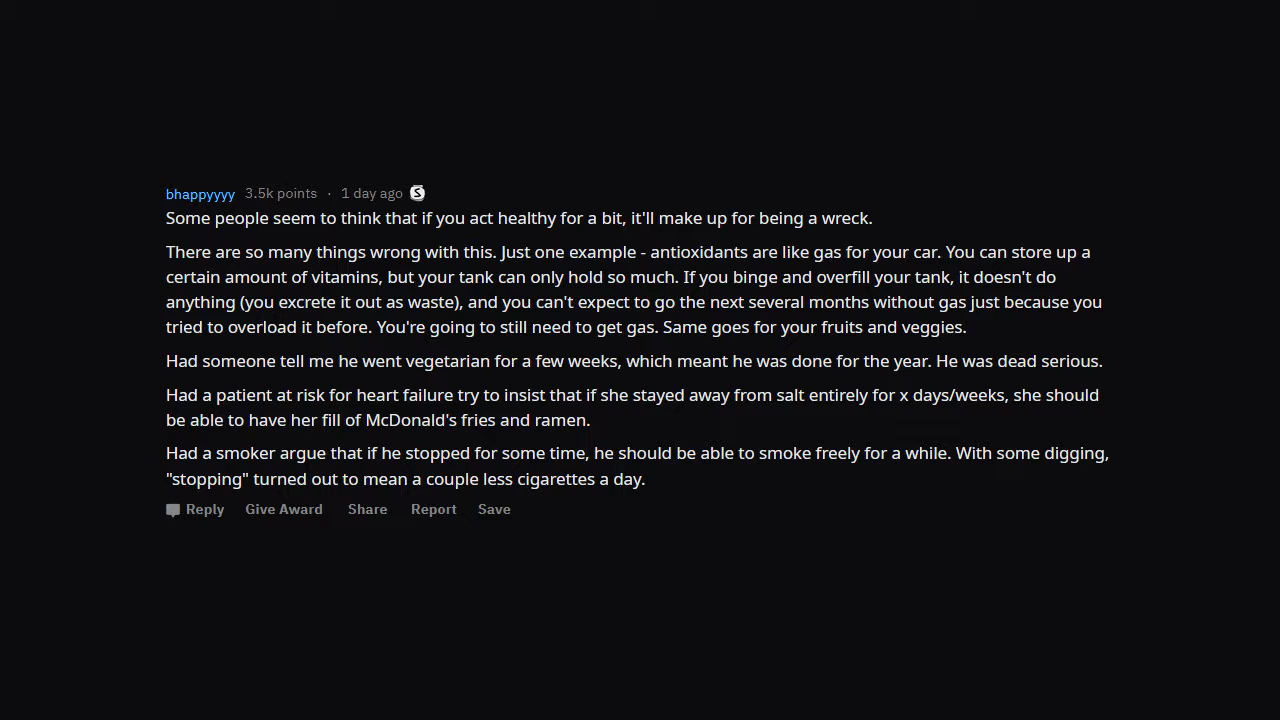 bhappyyyy 3.5k points · 1 day ago S
Some people seem to think that if you act healthy for a bit, it'll make up for being a wreck.
There are so many things wrong with this. Just one example - antioxidants are like gas for your car. You can store up a
certain amount of vitamins, but your tank can only hold so much. If you binge and overfill your tank, it doesn't do
anything (you excrete it out as waste), and you can't expect to go the next several months without gas just because you
tried to overload it before. You're going to still need to get gas. Same goes for your fruits and veggies.
Had someone tell me he went vegetarian for a few weeks, which meant he was done for the year. He was dead serious.
Had a patient at risk for heart failure try to insist that if she stayed away from salt entirely for x days/weeks, she should
be able to have her fill of McDonald's fries and ramen.
Had a smoker argue that if he stopped for some time, he should be able to smoke freely for a while. With some digging,
"stopping" turned out to mean a couple less cigarettes a day.
Reply Give Award Share Report Save